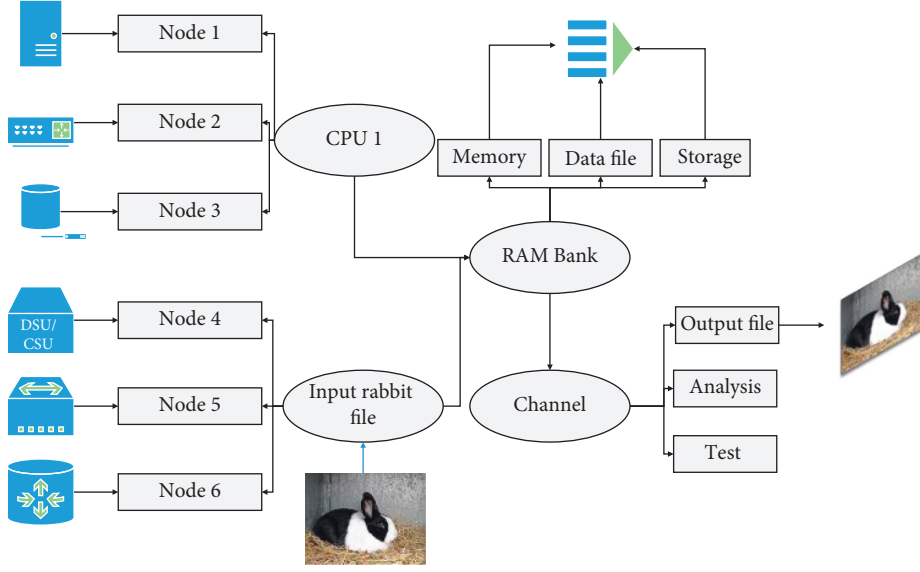 Node 1
Node 2
CPU 1
Node 3
Memory
Data file
Storage
RAM Bank
DSU/
CSU
Node 4
Node 5
Node 6
Input rabbit
file
Channel
Output file
Analysis
Test